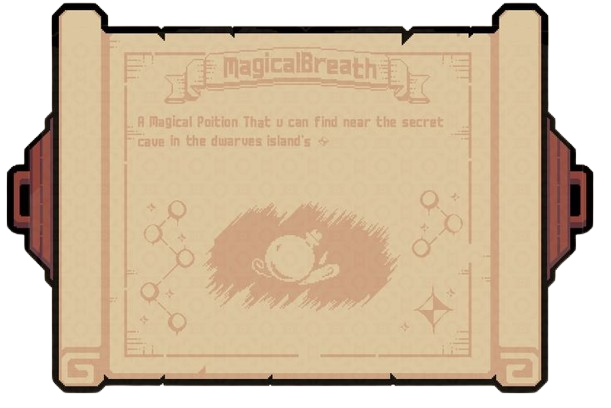 MagicalBreath
A Magical Poition That u can find near the secret
cave in the dwarves Island's